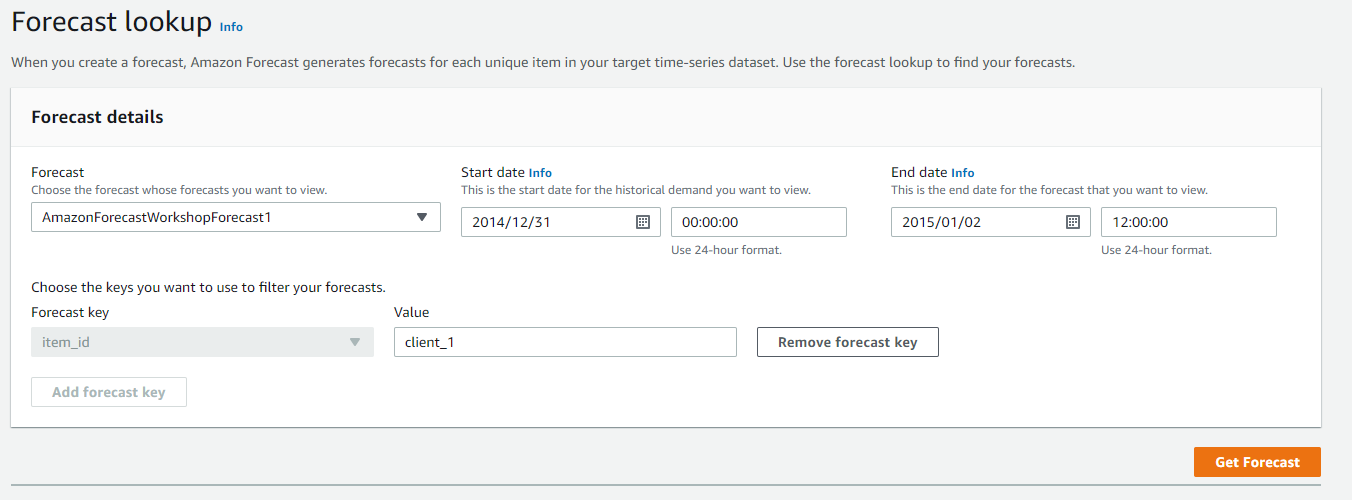 Forecast lookup Info
When you create a forecast, Amazon Forecast generates forecasts for each unique item in your target time-series dataset. Use the forecast lookup to find your forecasts.
Forecast details
Forecast
Choose the forecast whose forecasts you want to view.
AmazonForecastWorkshopForecast1
Start date Info
This is the start date for the historical demand you want to view.
2014/12/31
00:00:00
Use 24-hour format.
End date Info
This is the end date for the forecast that you want to view.
2015/01/02
12:00:00
Use 24-hour format.
Choose the keys you want to use to filter your forecasts.
Forecast key
item_id
Value
client_1
Remove forecast key
Add forecast key
Get Forecast